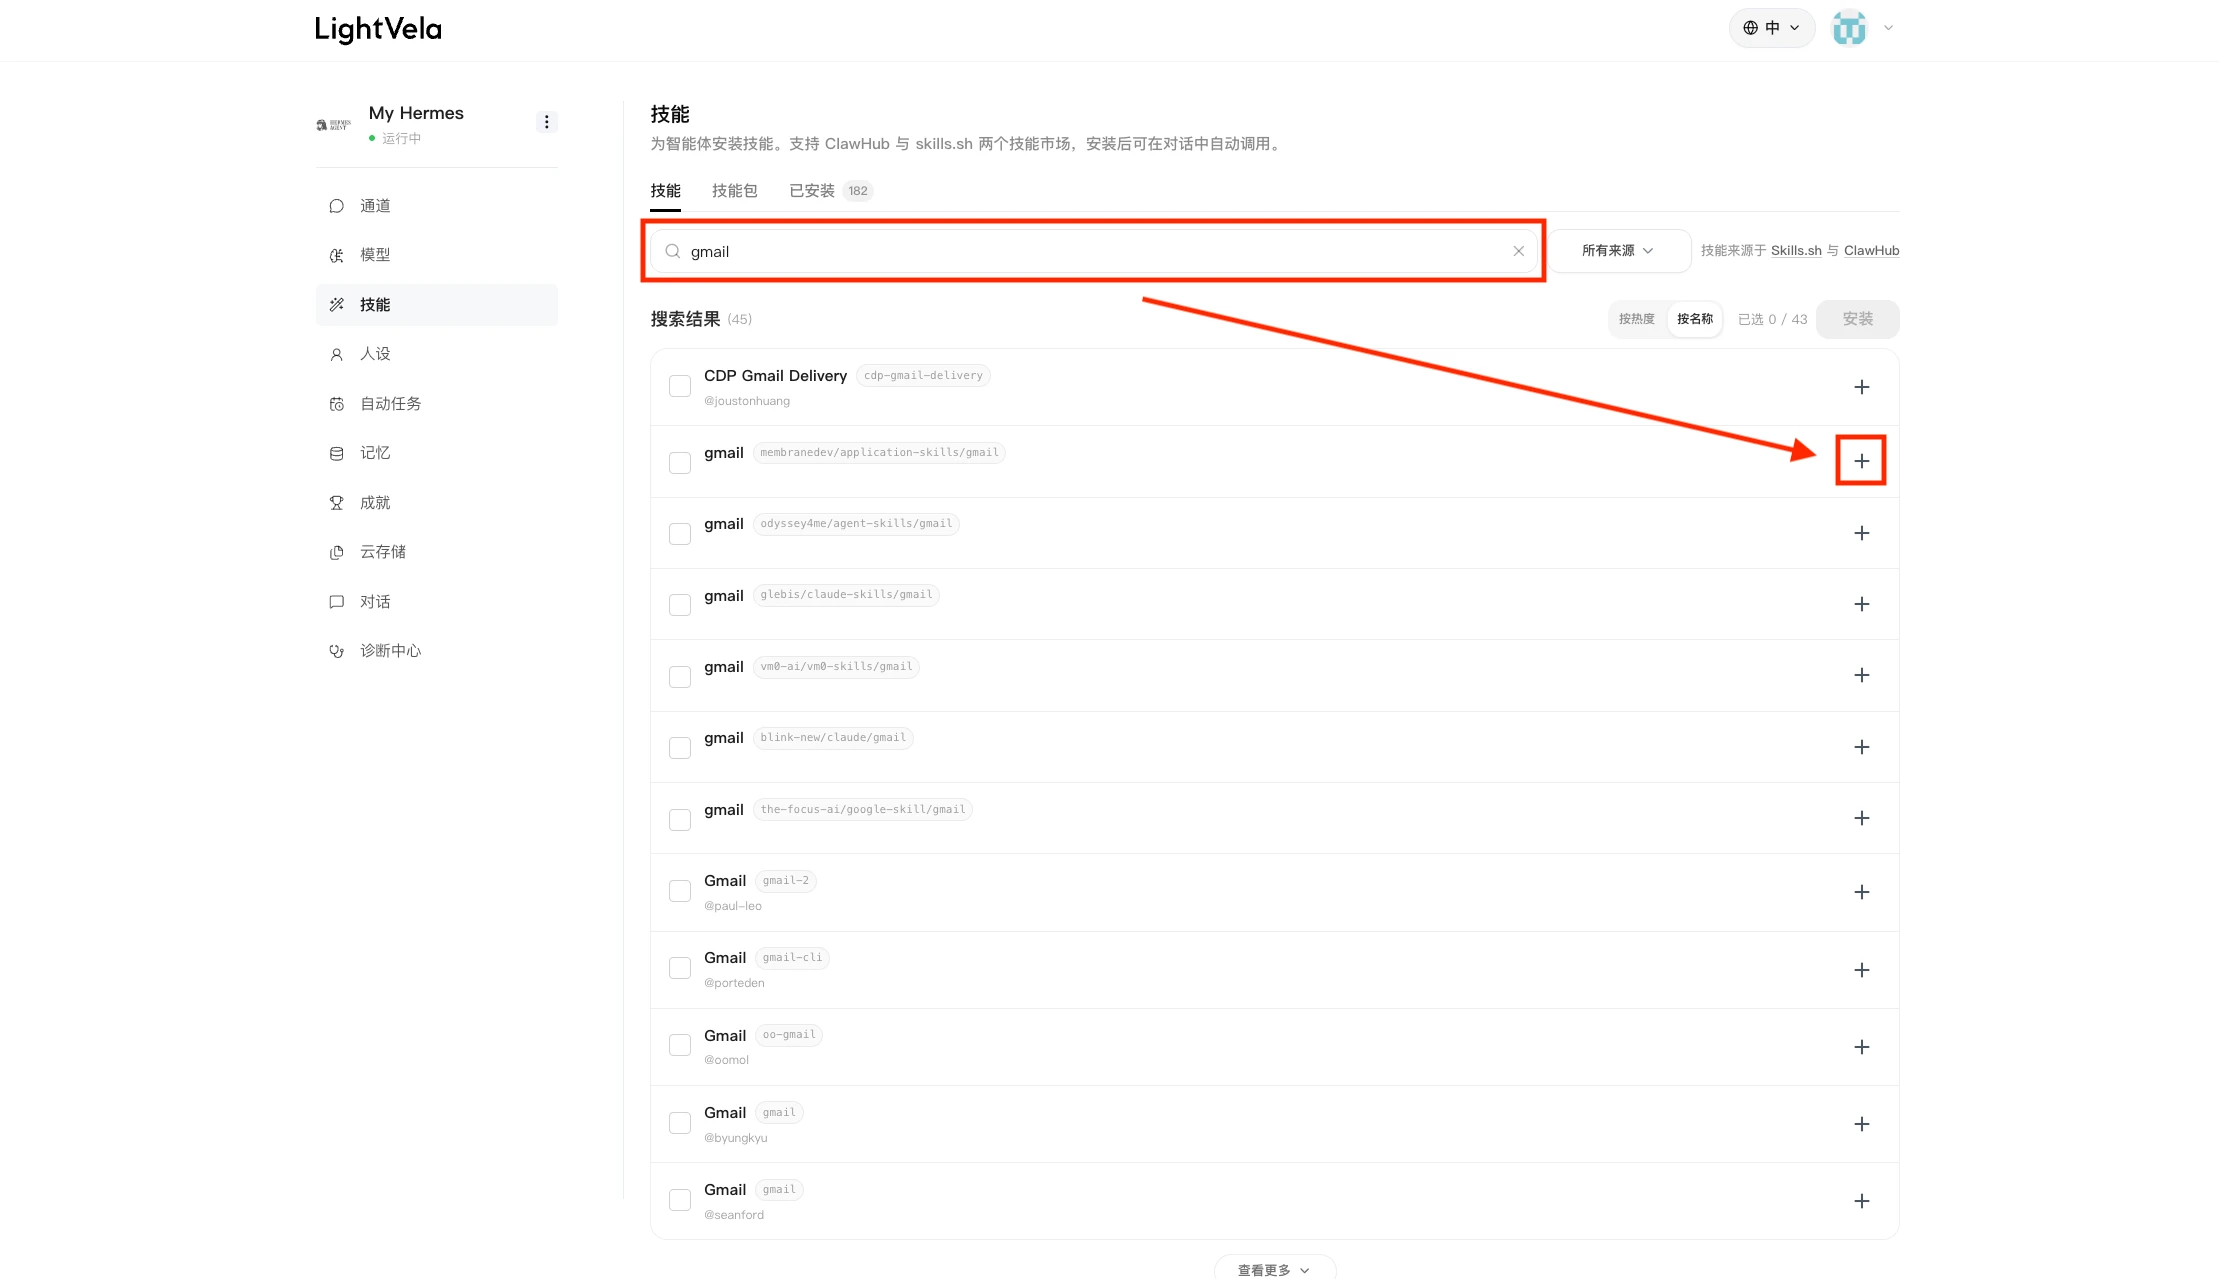 LightVela
中
My Hermes
运行中
HERMES
AGENT
通道
模型
技能
人设
自动任务
记忆
成就
云存储
对话
诊断中心
技能
为智能体安装技能。支持 ClawHub 与 skills.sh 两个技能市场，安装后可在对话中自动调用。
技能 技能包 已安装 182
gmail
所有来源 技能来源于 Skills.sh 与 ClawHub
搜索结果 (45)
按热度 按名称 已选 0 / 43 安装
CDP Gmail Delivery cdp-gmail-delivery
@joustonhuang
gmail membranedev/application-skills/gmail
gmail odyssey4me/agent-skills/gmail
gmail glebis/claude-skills/gmail
gmail vm0-ai/vm0-skills/gmail
gmail blink-new/claude/gmail
gmail the-focus-ai/google-skill/gmail
Gmail gmail-2
@paul-leo
Gmail gmail-cli
@porteden
Gmail oo-gmail
@oomol
Gmail gmail
@byungkyu
Gmail gmail
@seanford
查看更多